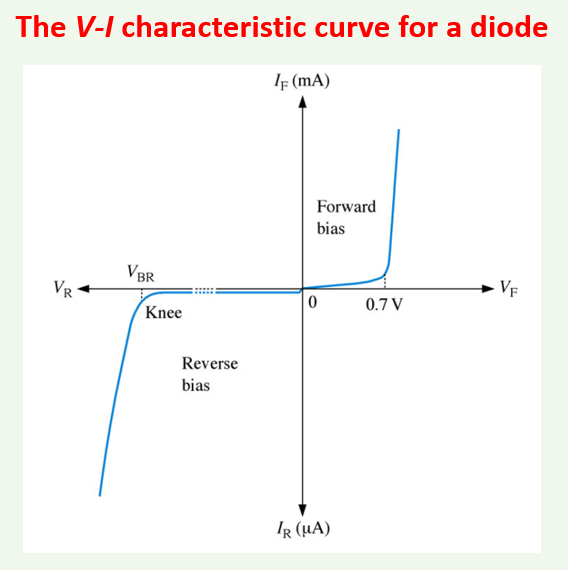 The V-I characteristic curve for a diode
IF (mA)
Forward
bias
VBR
VR
VF
0
0.7 V
Knee
Reverse
bias
IR (μA)